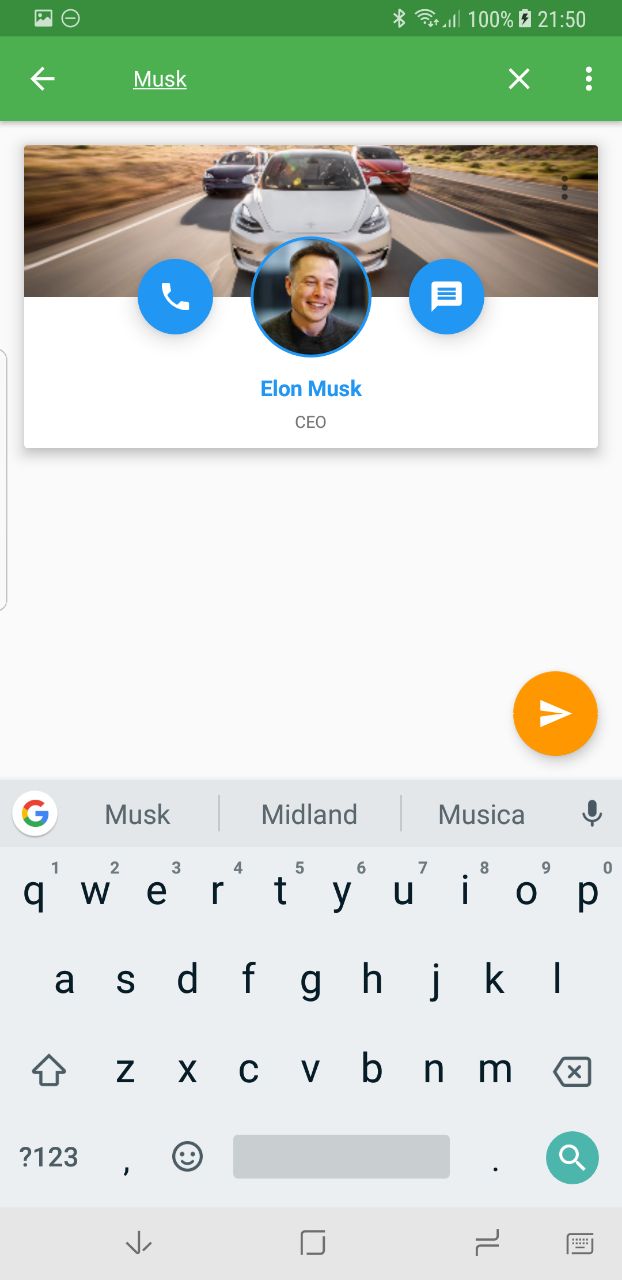 100% 21:50
Musk
Elon Musk
CEO
Musk Midland Musica
1 2 3 4 5 6 7 8 9 0
q w e r t y u i o p
a s d f g h j k l
z x c v b n m
?123 , .